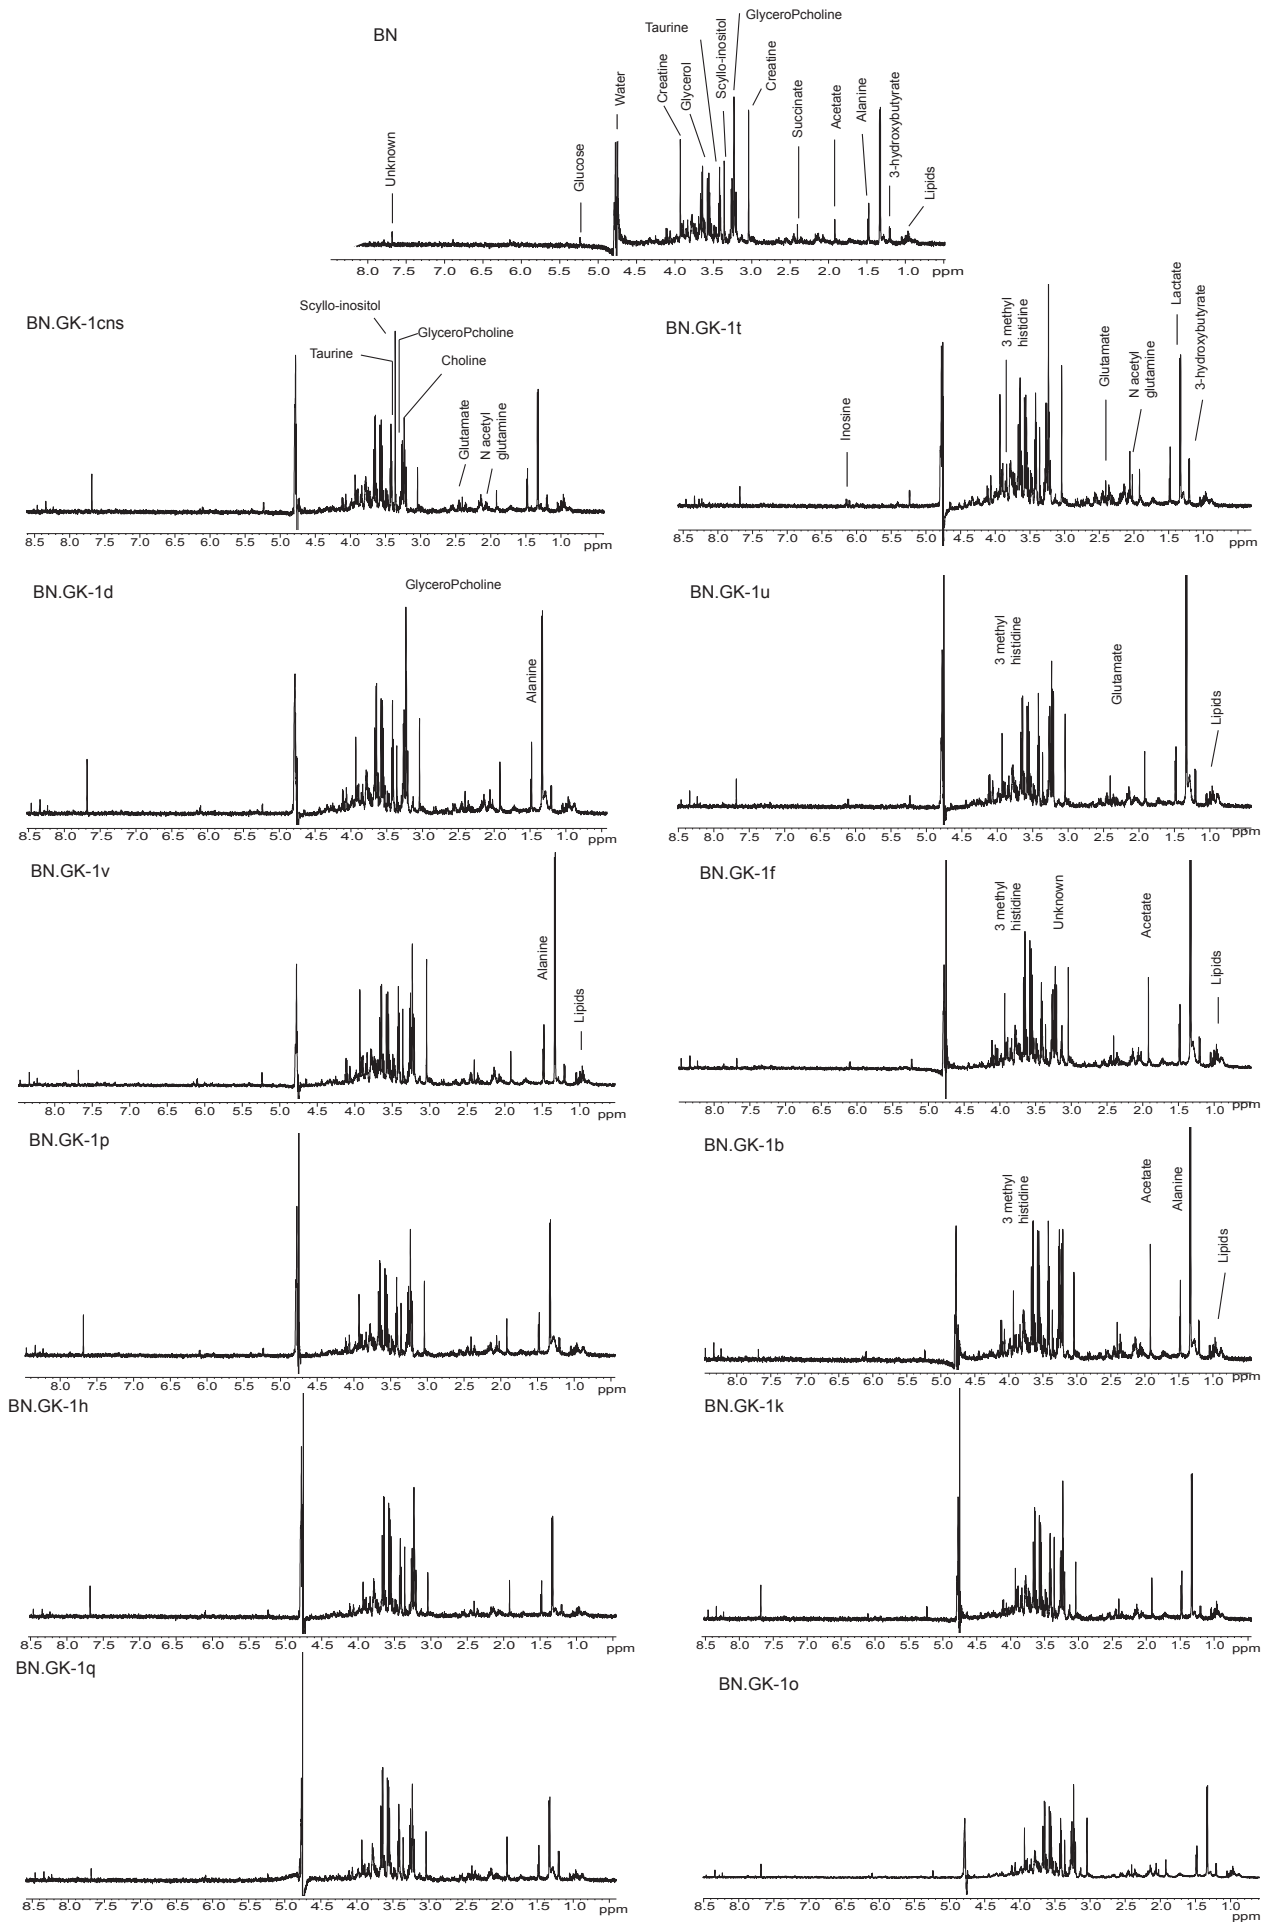 BN
GlyceroPcholine
Taurine
Scyllo-inositol
Creatine
Glycerol
Creatine
Water
Succinate
Acetate
Alanine
3-hydroxybutyrate
Lipids
Unknown
Glucose
8.0 7.5 7.0 6.5 6.0 5.5 5.0 4.5 4.0 3.5 3.0 2.5 2.0 1.5 1.0 ppm
BN.GK-1cns
Scyllo-inositol
GlyceroPcholine
Taurine
Choline
Glutamate
N acetyl
glutamine
8.5 8.0 7.5 7.0 6.5 6.0 5.5 5.0 4.5 4.0 3.5 3.0 2.5 2.0 1.5 1.0 ppm
BN.GK-1t
3 methyl
histidine
Lactate
3-hydroxybutyrate
Glutamate
N acetyl
glutamine
Inosine
8.5 8.0 7.5 7.0 6.5 6.0 5.5 5.0 4.5 4.0 3.5 3.0 2.5 2.0 1.5 1.0 ppm
BN.GK-1d
GlyceroPcholine
Alanine
8.5 8.0 7.5 7.0 6.5 6.0 5.5 5.0 4.5 4.0 3.5 3.0 2.5 2.0 1.5 1.0 ppm
BN.GK-1u
3 methyl
histidine
Glutamate
Lipids
8.5 8.0 7.5 7.0 6.5 6.0 5.5 5.0 4.5 4.0 3.5 3.0 2.5 2.0 1.5 1.0 ppm
BN.GK-1v
Alanine
Lipids
8.0 7.5 7.0 6.5 6.0 5.5 5.0 4.5 4.0 3.5 3.0 2.5 2.0 1.5 1.0 ppm
BN.GK-1f
3 methyl
histidine
Unknown
Acetate
Lipids
8.0 7.5 7.0 6.5 6.0 5.5 5.0 4.5 4.0 3.5 3.0 2.5 2.0 1.5 1.0 ppm
BN.GK-1p
8.0 7.5 7.0 6.5 6.0 5.5 5.0 4.5 4.0 3.5 3.0 2.5 2.0 1.5 1.0 ppm
BN.GK-1b
3 methyl
histidine
Acetate
Alanine
Lipids
8.0 7.5 7.0 6.5 6.0 5.5 5.0 4.5 4.0 3.5 3.0 2.5 2.0 1.5 1.0 ppm
BN.GK-1h
8.5 8.0 7.5 7.0 6.5 6.0 5.5 5.0 4.5 4.0 3.5 3.0 2.5 2.0 1.5 1.0 ppm
BN.GK-1k
8.5 8.0 7.5 7.0 6.5 6.0 5.5 5.0 4.5 4.0 3.5 3.0 2.5 2.0 1.5 1.0 ppm
BN.GK-1q
8.5 8.0 7.5 7.0 6.5 6.0 5.5 5.0 4.5 4.0 3.5 3.0 2.5 2.0 1.5 1.0 ppm
BN.GK-1o
8.5 8.0 7.5 7.0 6.5 6.0 5.5 5.0 4.5 4.0 3.5 3.0 2.5 2.0 1.5 1.0 ppm